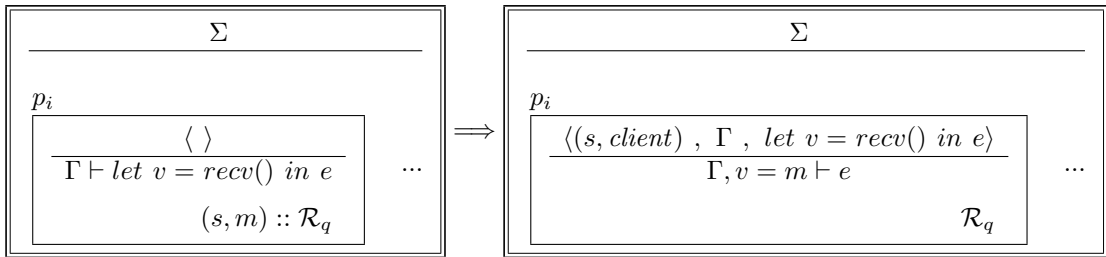 Σ Σ
p_i p_i
⟨ ⟩ ⟨(s, client) , Γ , let v = recv() in e⟩
⟹
Γ ⊢ let v = recv() in e ... Γ, v = m ⊢ e ...
(s, m) :: ℛ_q ℛ_q